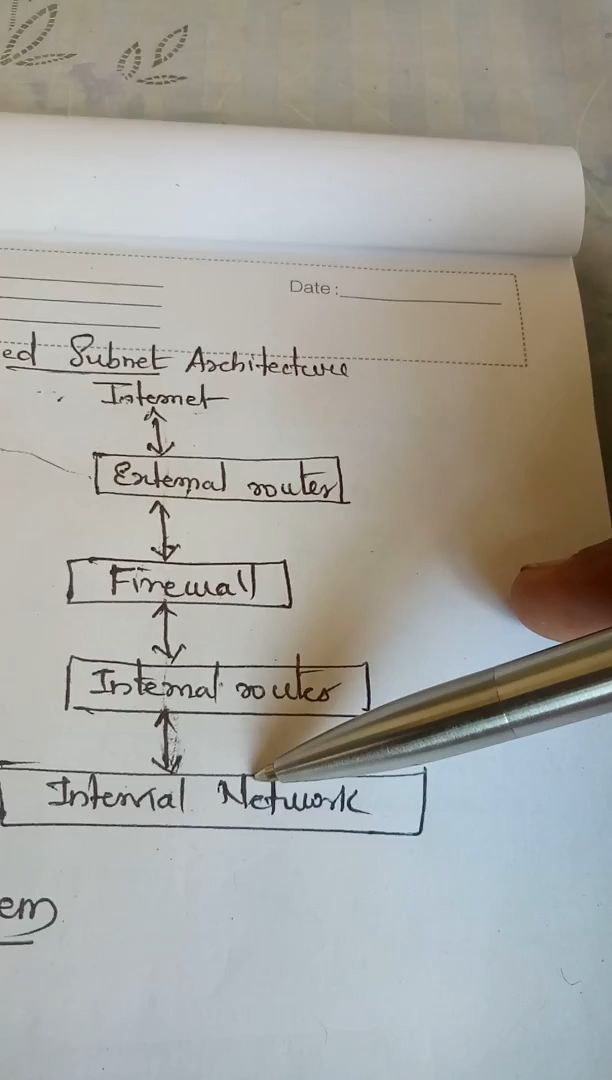 Date:
ed Subnet Architecture
Internet
External router
Firewall
Internal router
Internal Network
em